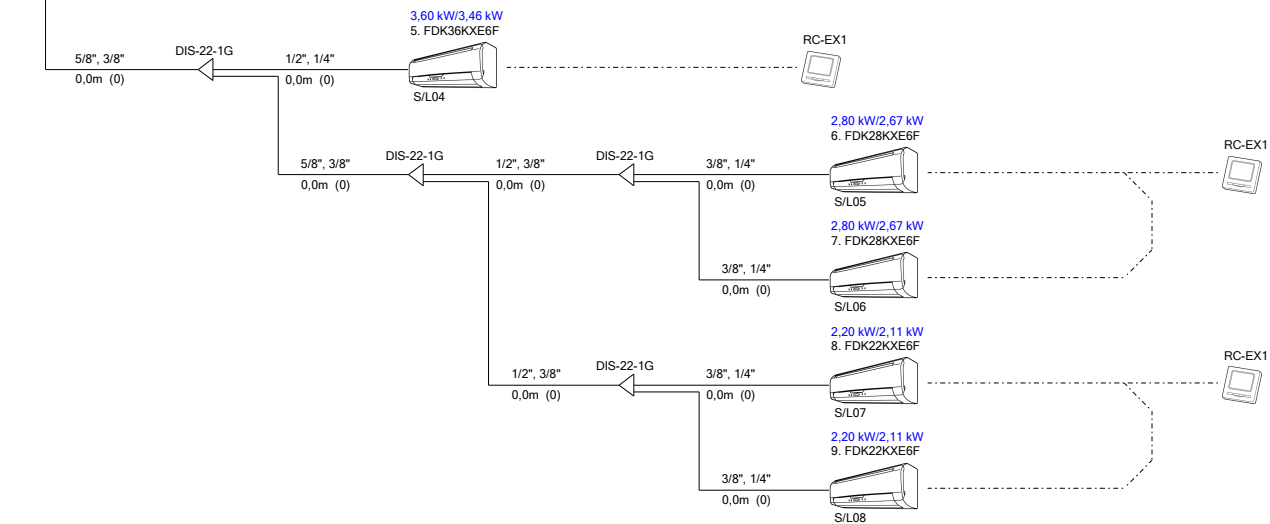 3,60 kW/3,46 kW
5. FDK36KXE6F
RC-EX1
DIS-22-1G
5/8", 3/8"
0,0m (0)
1/2", 1/4"
0,0m (0)
S/L04
2,80 kW/2,67 kW
6. FDK28KXE6F
RC-EX1
5/8", 3/8"
0,0m (0)
DIS-22-1G
1/2", 3/8"
0,0m (0)
DIS-22-1G
3/8", 1/4"
0,0m (0)
S/L05
2,80 kW/2,67 kW
7. FDK28KXE6F
3/8", 1/4"
0,0m (0)
S/L06
2,20 kW/2,11 kW
8. FDK22KXE6F
RC-EX1
1/2", 3/8"
0,0m (0)
DIS-22-1G
3/8", 1/4"
0,0m (0)
S/L07
2,20 kW/2,11 kW
9. FDK22KXE6F
3/8", 1/4"
0,0m (0)
S/L08